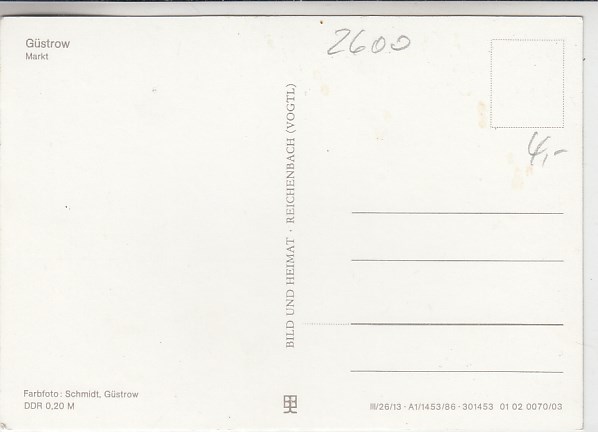 Güstrow
Markt
2600
4,-
BILD UND HEIMAT · REICHENBACH (VOGTL)
Farbfoto: Schmidt, Güstrow
DDR 0,20 M
III/26/13 · A1/1453/86 · 301453 01 02 0070/03